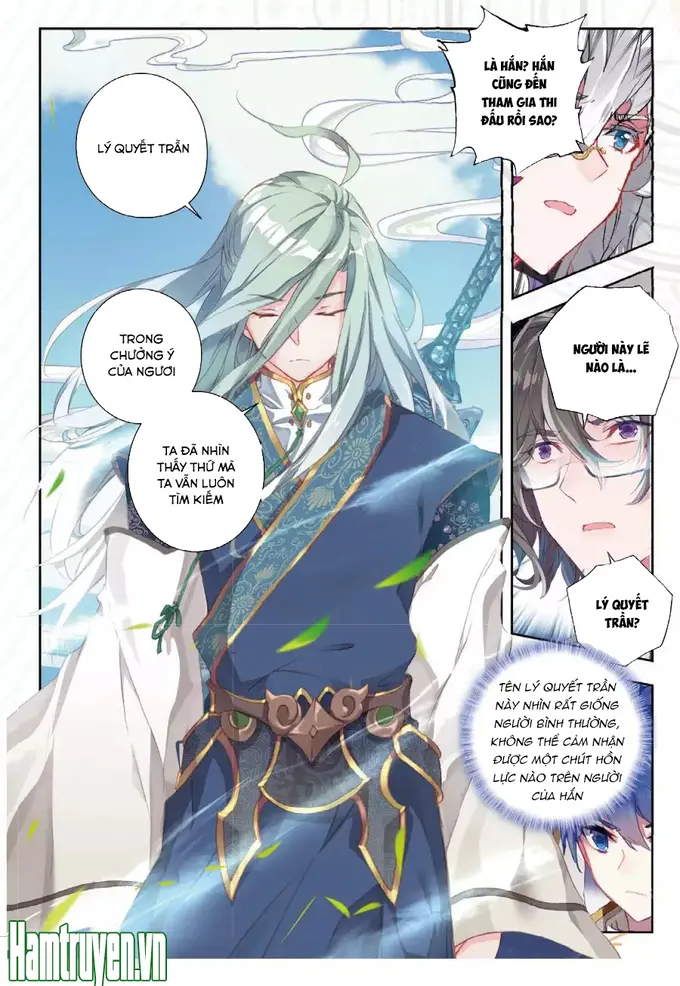 LÝ QUYẾT TRẦN
LÀ HẮN? HẮN
CŨNG ĐẾN
THAM GIA THI
ĐẤU RỒI SAO?
TRONG
CHƯỞNG Ý
CỦA NGƯƠI
TA ĐÃ NHÌN
THẤY THỨ MÀ
TA VẪN LUÔN
TÌM KIẾM
NGƯỜI NÀY LẼ
NÀO LÀ...
LÝ QUYẾT
TRẦN?
TÊN LÝ QUYẾT TRẦN
NÀY NHÌN RẤT GIỐNG
NGƯỜI BÌNH THƯỜNG,
KHÔNG THỂ CẢM NHẬN
ĐƯỢC MỘT CHÚT HỒN
LỰC NÀO TRÊN NGƯỜI
CỦA HẮN
Hamtruyen.vn